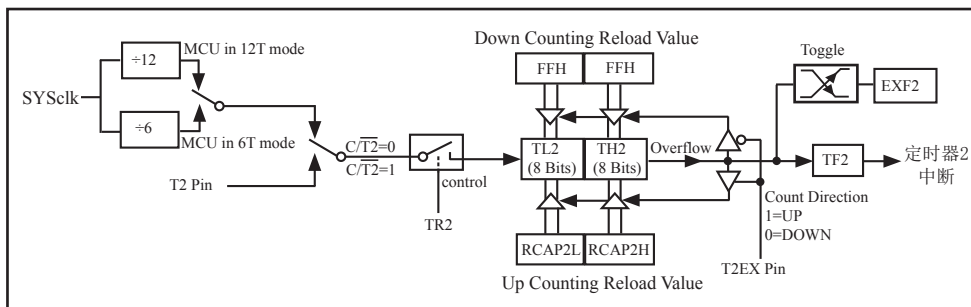 Down Counting Reload Value
Toggle
MCU in 12T mode
÷12
FFH
FFH
EXF2
SYSclk
÷6
MCU in 6T mode
C/T2=0
C/T2=1
TL2
(8 Bits)
TH2
(8 Bits)
Overflow
TF2
定时器2
中断
T2 Pin
control
Count Direction
1=UP
0=DOWN
TR2
RCAP2L
RCAP2H
T2EX Pin
Up Counting Reload Value